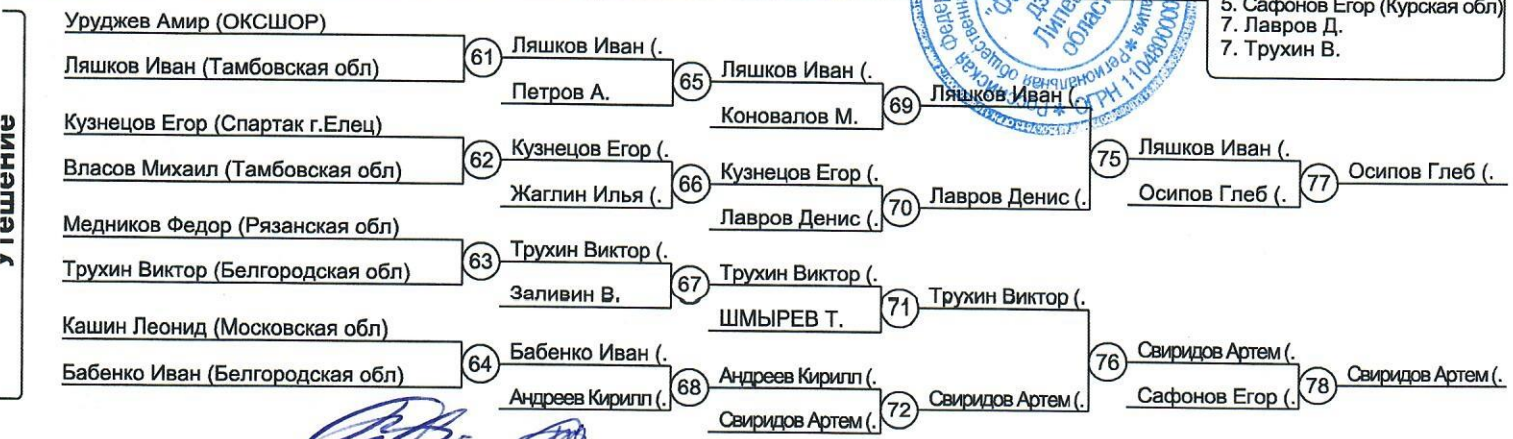 5. Сафонов Егор (Курская обл)
7. Лавров Д.
7. Трухин В.
утешение
Уруджев Амир (ОКСШОР)
Ляшков Иван (Тамбовская обл)
61
Ляшков Иван (.
Петров А.
65
Ляшков Иван (.
Коновалов М.
69
Ляшков Иван (.
Кузнецов Егор (Спартак г.Елец)
Власов Михаил (Тамбовская обл)
62
Кузнецов Егор (.
Жаглин Илья (.
66
Кузнецов Егор (.
Лавров Денис (.
70
Лавров Денис (.
75
Ляшков Иван (.
Осипов Глеб (.
77
Осипов Глеб (.
Медников Федор (Рязанская обл)
Трухин Виктор (Белгородская обл)
63
Трухин Виктор (.
Заливин В.
67
Трухин Виктор (.
ШМЫРЕВ Т.
71
Трухин Виктор (.
Кашин Леонид (Московская обл)
Бабенко Иван (Белгородская обл)
64
Бабенко Иван (.
Андреев Кирилл (.
68
Андреев Кирилл (.
Свиридов Артем (.
72
Свиридов Артем (.
76
Свиридов Артем (.
Сафонов Егор (.
78
Свиридов Артем (.